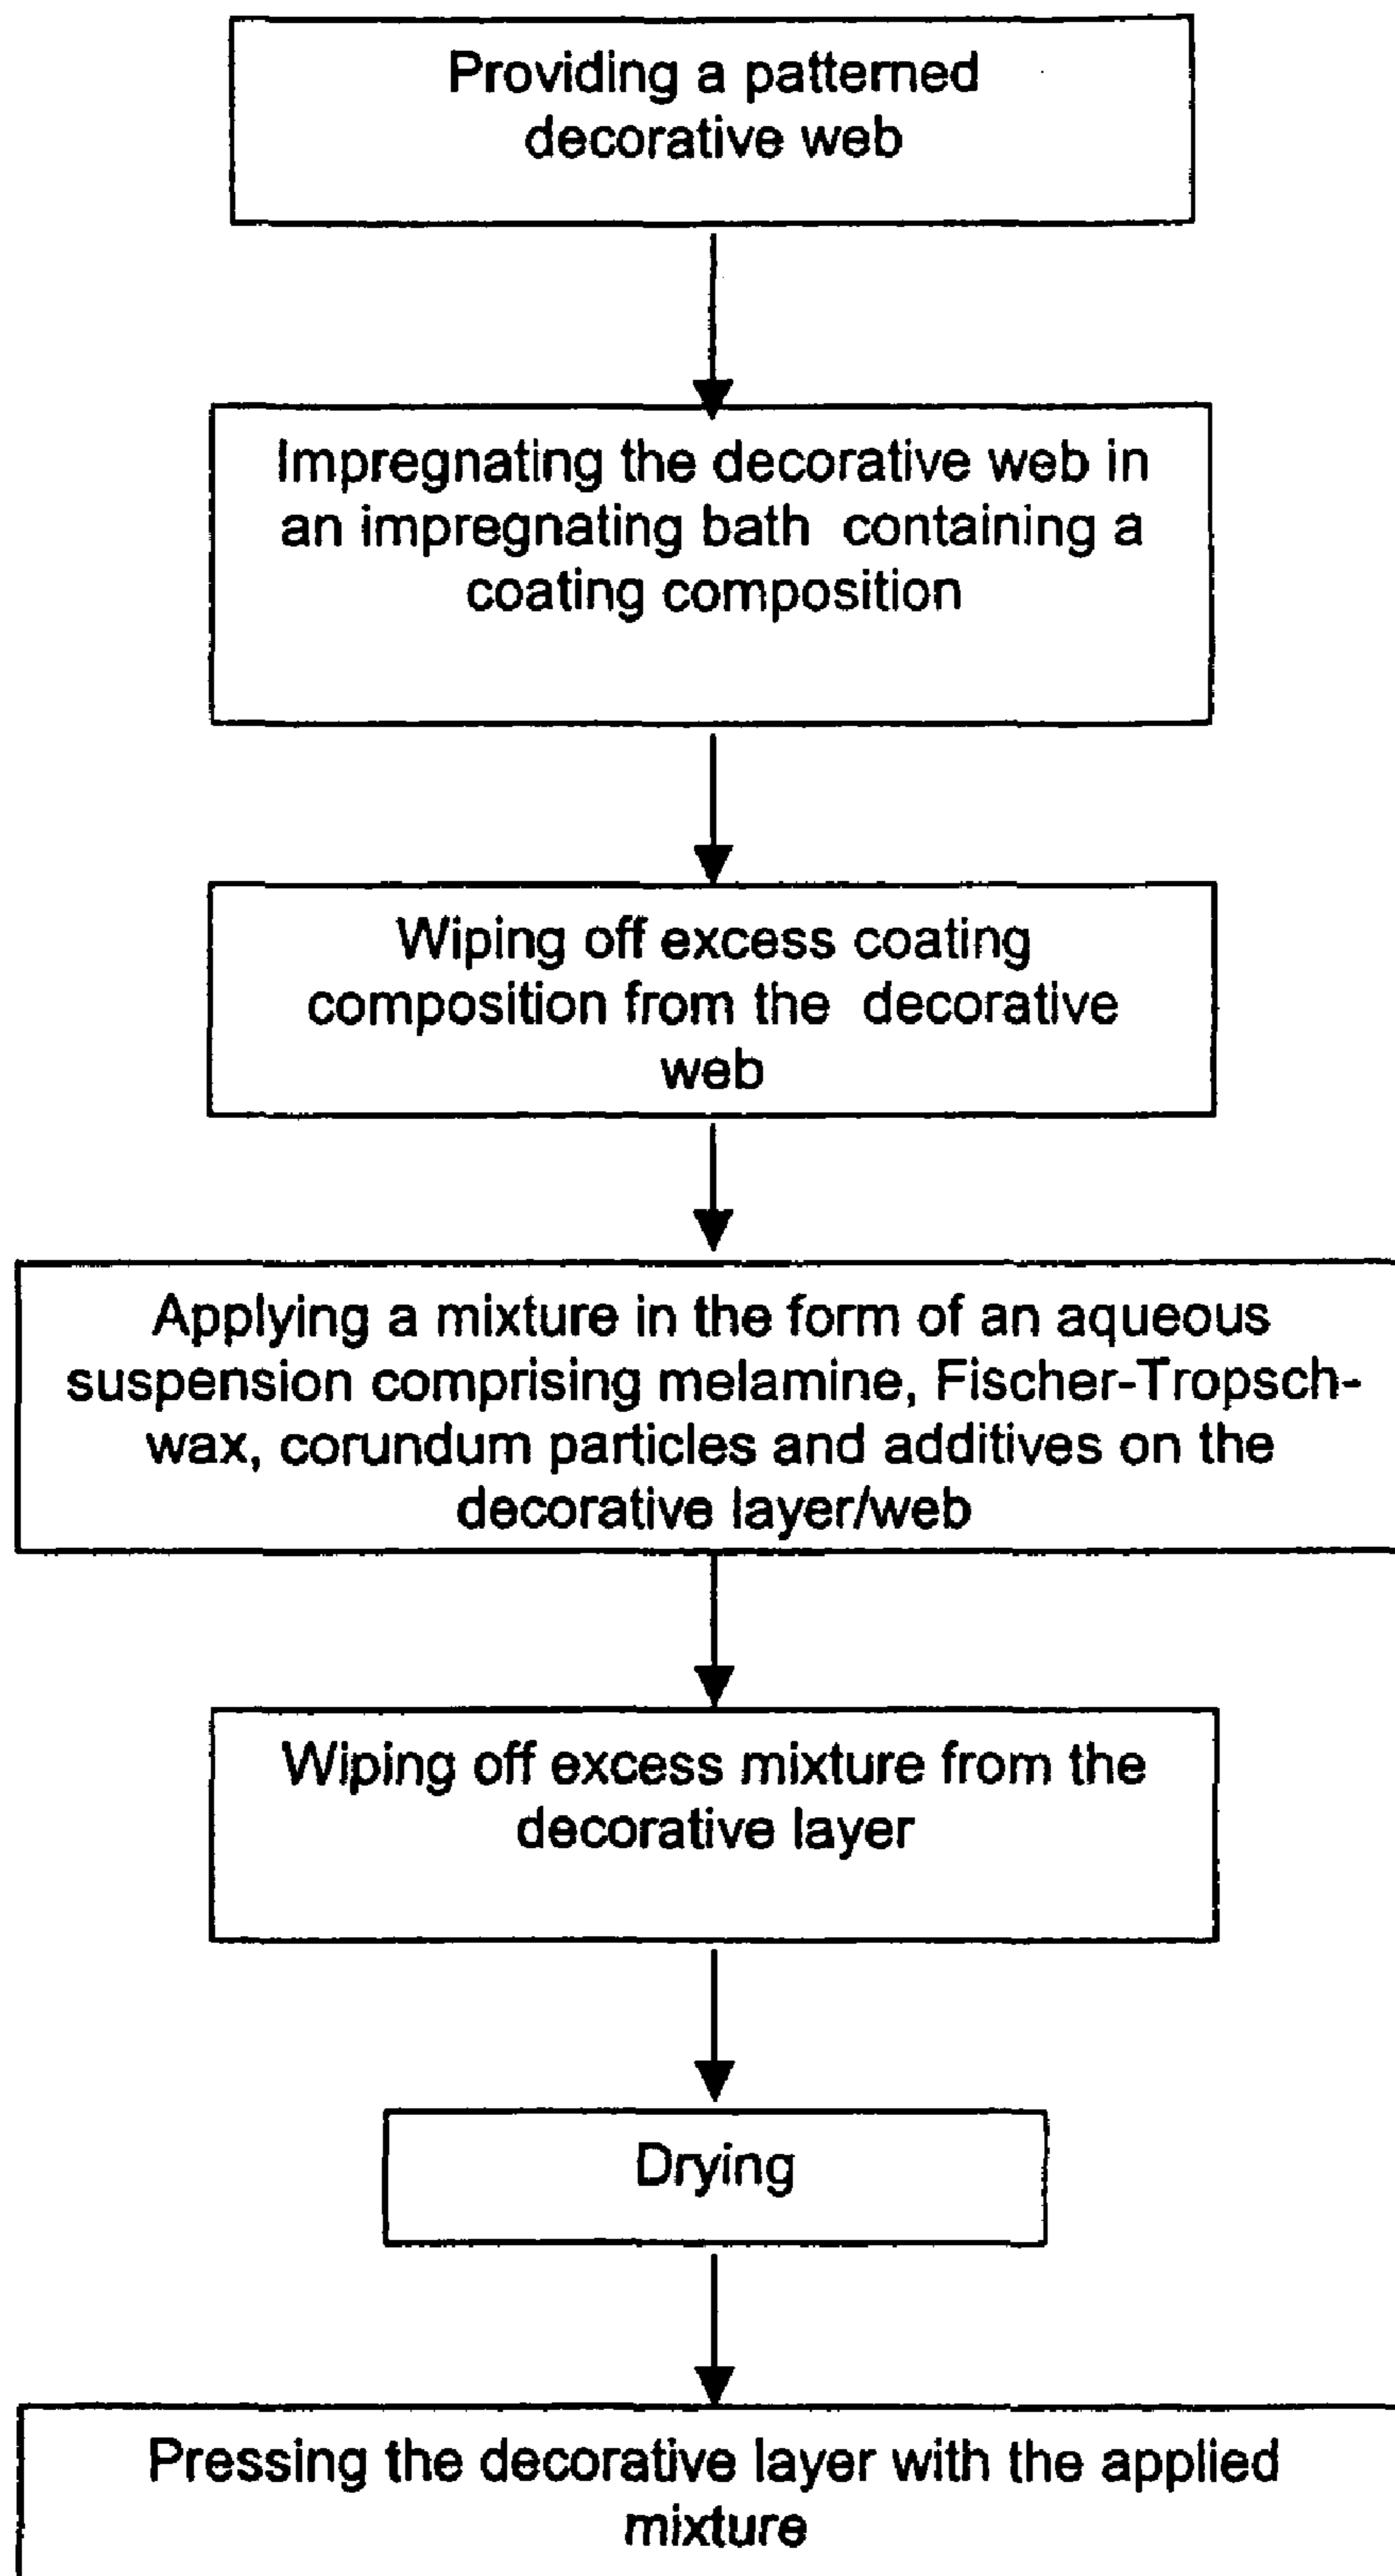 Providing a patterned
decorative web
Impregnating the decorative web in
an impregnating bath containing a
coating composition
Wiping off excess coating
composition from the decorative
web
Applying a mixture in the form of an aqueous
suspension comprising melamine, Fischer-Tropsch-
wax, corundum particles and additives on the
decorative layer/web
Wiping off excess mixture from the
decorative layer
Drying
Pressing the decorative layer with the applied
mixture